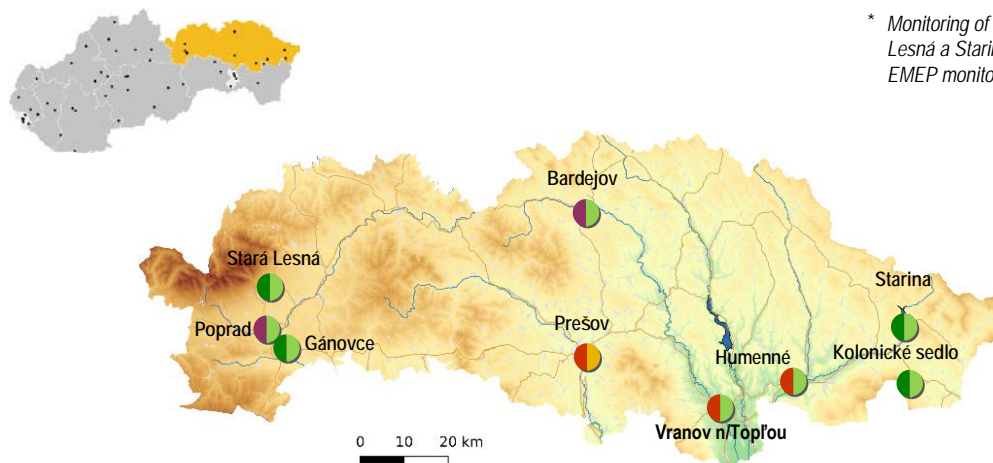 * Monitoring of
Lesná a Starin
EMEP monito
Bardejov
Stará Lesná
Starina
Poprad
Gánovce
Prešov
Humenné
Kolonické sedlo
Vranov n/Topľou
0 10 20 km